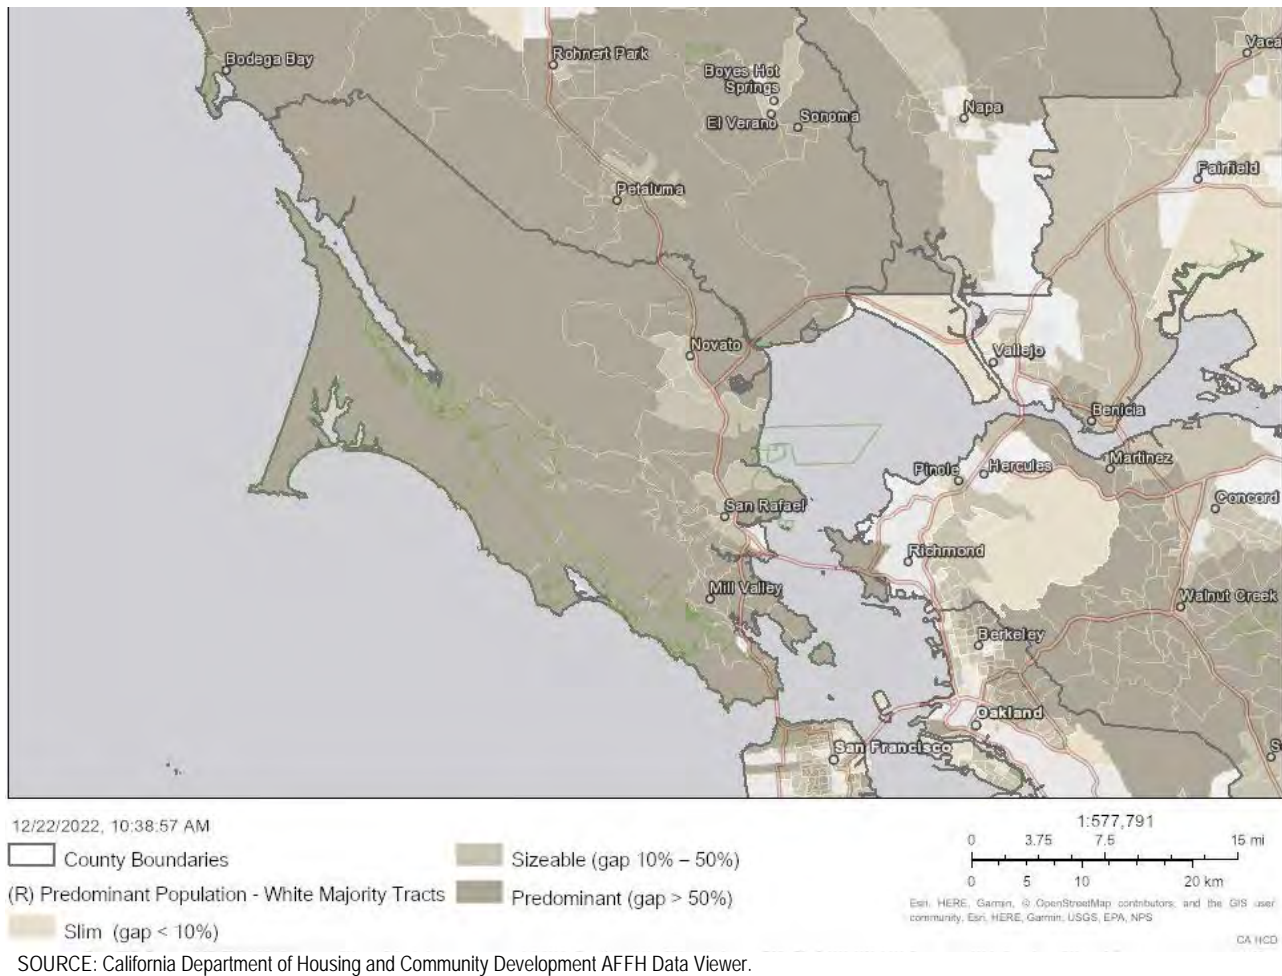 Bodega Bay
Rohnert Park
Vaca
Boyes Hot
Springs
Napa
El Verano
Sonoma
Fairfield
Petaluma
Novato
Vallejo
Benicia
Martinez
Pinole
Hercules
Concord
San Rafael
Richmond
Mill Valley
Walnut Creek
Berkeley
Oakland
San Francisco
S
12/22/2022, 10:38:57 AM
1:577,791
0 3.75 7.5 15 mi
0 5 10 20 km
County Boundaries
(R) Predominant Population - White Majority Tracts
Slim (gap < 10%)
Sizeable (gap 10% – 50%)
Predominant (gap > 50%)
Esri, HERE, Garmin, © OpenStreetMap contributors, and the GIS user
community, Esri, HERE, Garmin, USGS, EPA, NPS
CA HCD
SOURCE: California Department of Housing and Community Development AFFH Data Viewer.